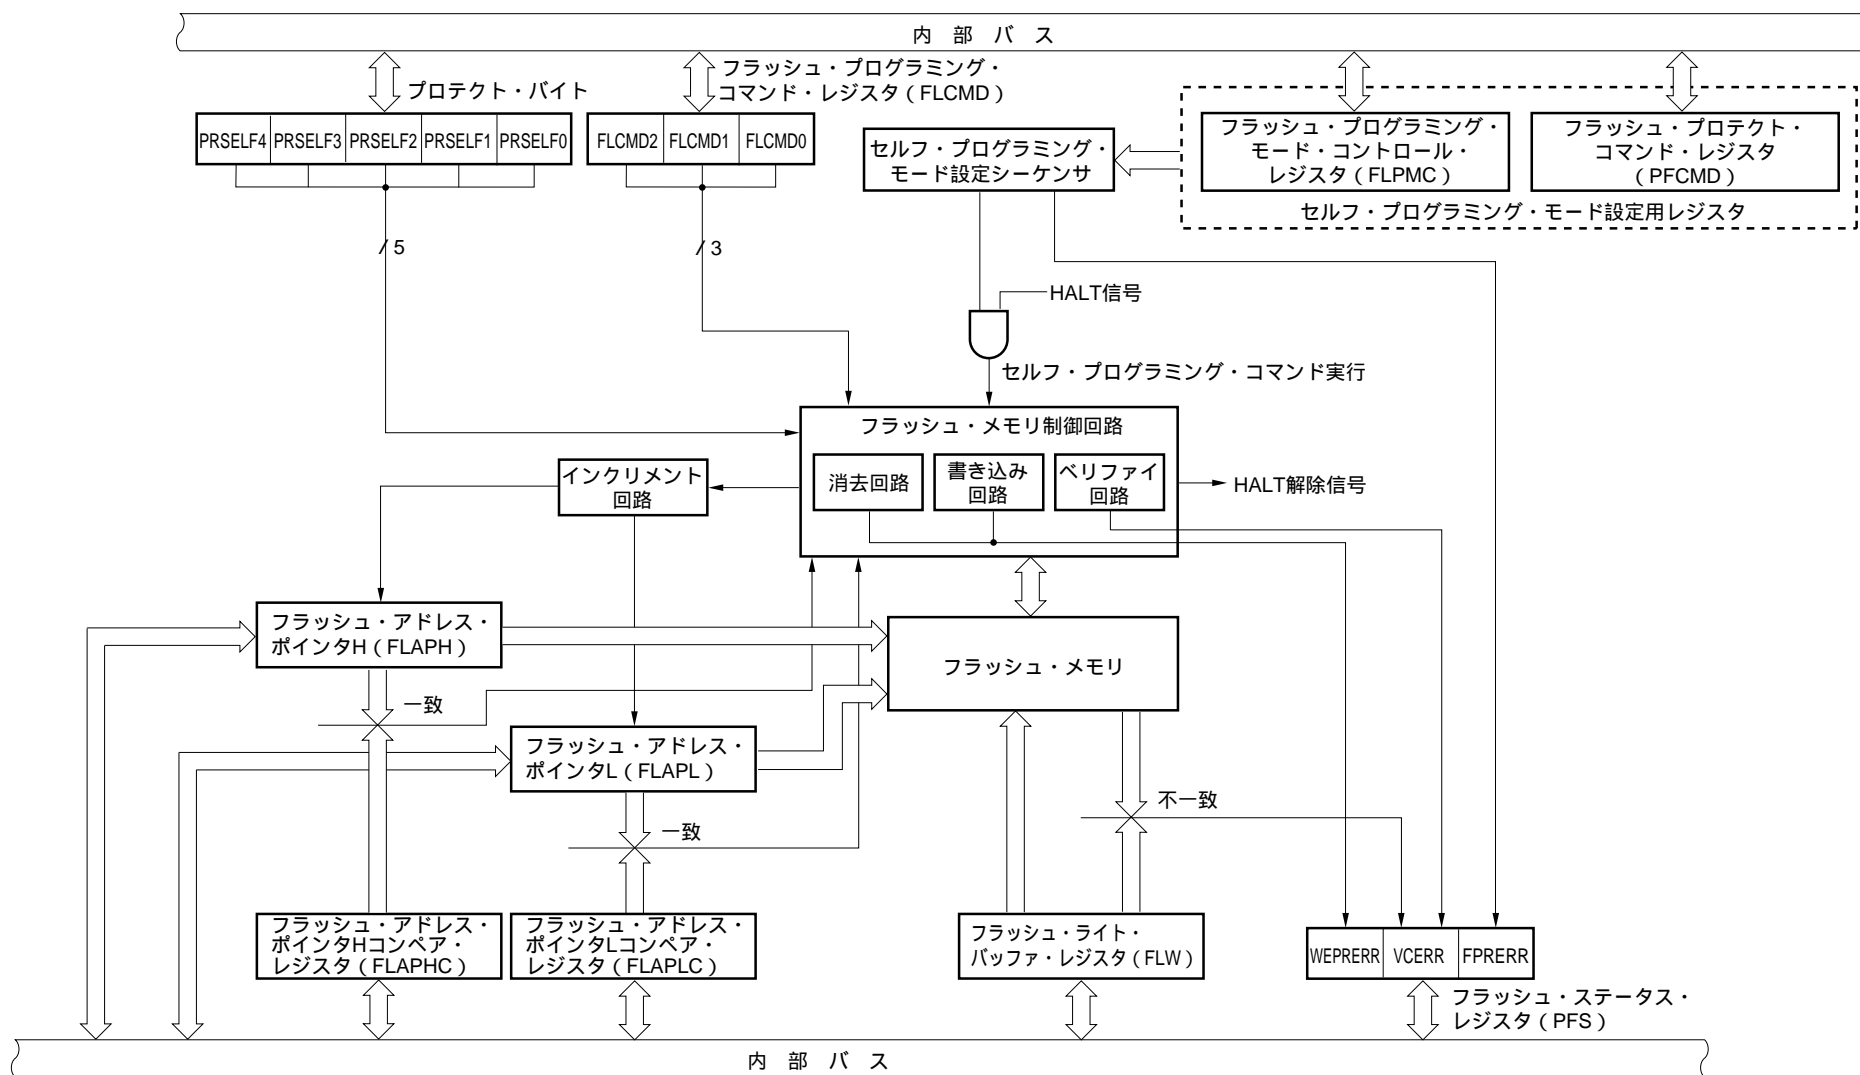 内 部 バ ス
プロテクト・バイト
フラッシュ・プログラミング・
コマンド・レジスタ(FLCMD)
PRSELF4 PRSELF3 PRSELF2 PRSELF1 PRSELF0
FLCMD2 FLCMD1 FLCMD0
セルフ・プログラミング・
モード設定シーケンサ
フラッシュ・プログラミング・
モード・コントロール・
レジスタ(FLPMC)
フラッシュ・プロテクト・
コマンド・レジスタ
(PFCMD)
セルフ・プログラミング・モード設定用レジスタ
5
3
HALT信号
セルフ・プログラミング・コマンド実行
フラッシュ・メモリ制御回路
インクリメント
回路
消去回路
書き込み
回路
ベリファイ
回路
HALT解除信号
フラッシュ・アドレス・
ポインタH(FLAPH)
フラッシュ・メモリ
一致
フラッシュ・アドレス・
ポインタL(FLAPL)
一致
不一致
フラッシュ・アドレス・
ポインタHコンペア・
レジスタ(FLAPHC)
フラッシュ・アドレス・
ポインタLコンペア・
レジスタ(FLAPLC)
フラッシュ・ライト・
バッファ・レジスタ(FLW)
WEPRERR VCERR FPRERR
フラッシュ・ステータス・
レジスタ(PFS)
内 部 バ ス